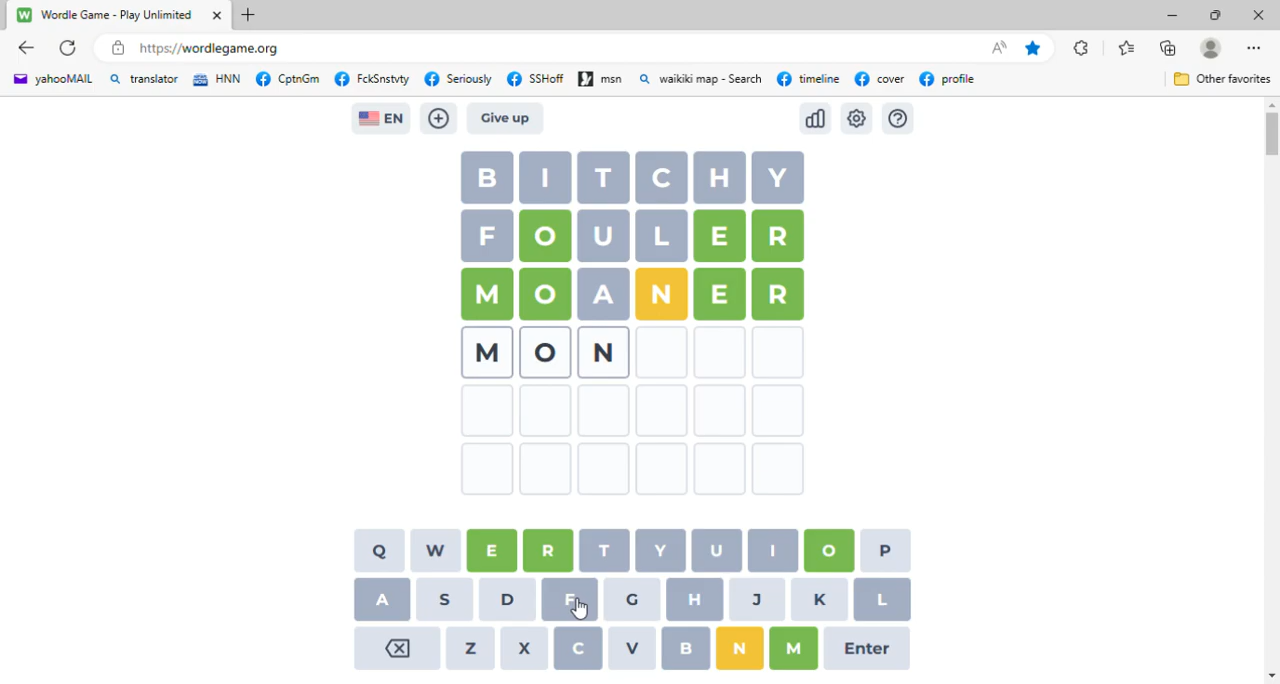 W Wordle Game - Play Unlimited
https://wordlegame.org
yahooMAIL translator HNN CptnGm FckSnstvty Seriously SSHoff msn waikiki map - Search timeline cover profile Other favorites
EN Give up
B I T C H Y
F O U L E R
M O A N E R
M O N
Q W E R T Y U I O P
A S D F G H J K L
Z X C V B N M Enter